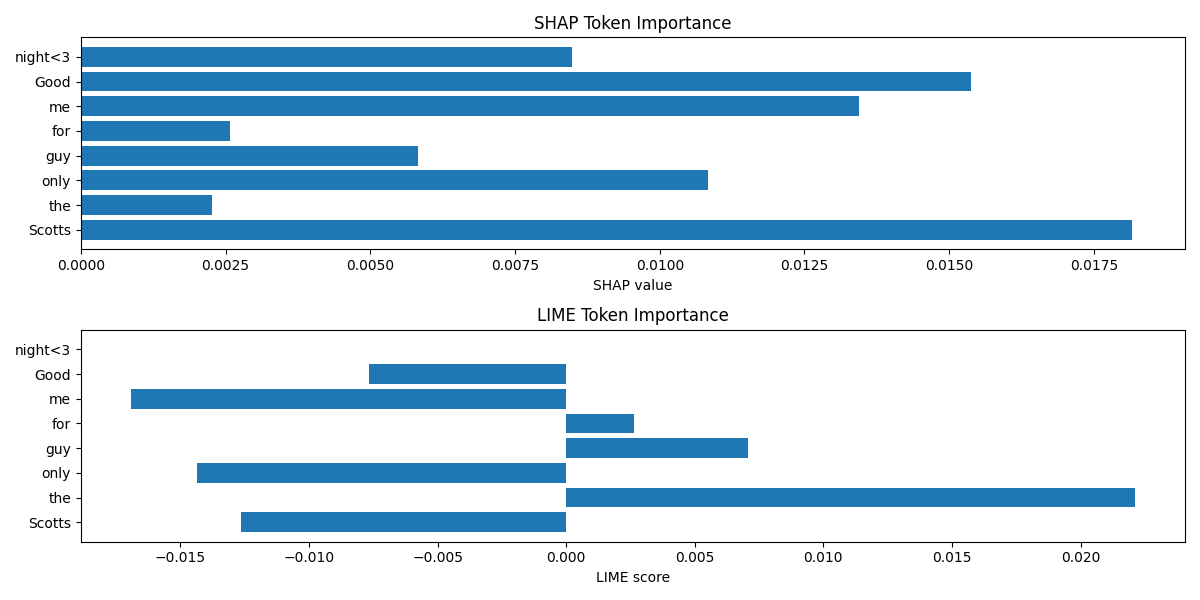 SHAP Token Importance
night<3
Good
me
for
guy
only
the
Scotts
0.0000 0.0025 0.0050 0.0075 0.0100 0.0125 0.0150 0.0175
SHAP value
LIME Token Importance
night<3
Good
me
for
guy
only
the
Scotts
−0.015 −0.010 −0.005 0.000 0.005 0.010 0.015 0.020
LIME score